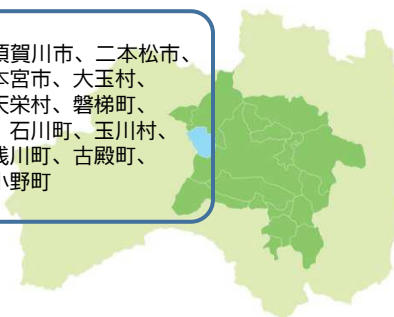 須賀川市、二本松市、
本宮市、大玉村、
天栄村、磐梯町、
、石川町、玉川村、
浅川町、古殿町、
小野町